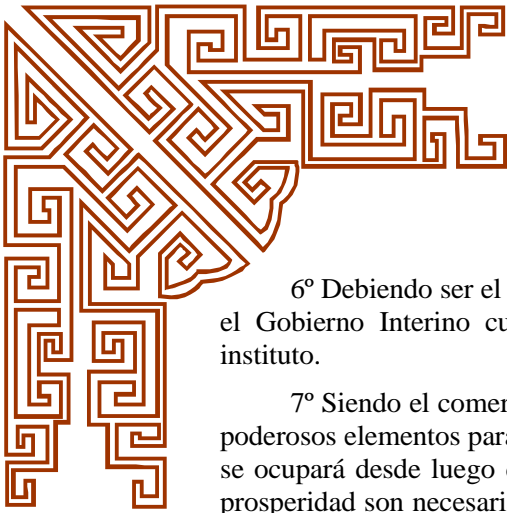 6º Debiendo ser el
el Gobierno Interino cu
instituto.
7º Siendo el comer
poderosos elementos para
se ocupará desde luego
prosperidad son necesari